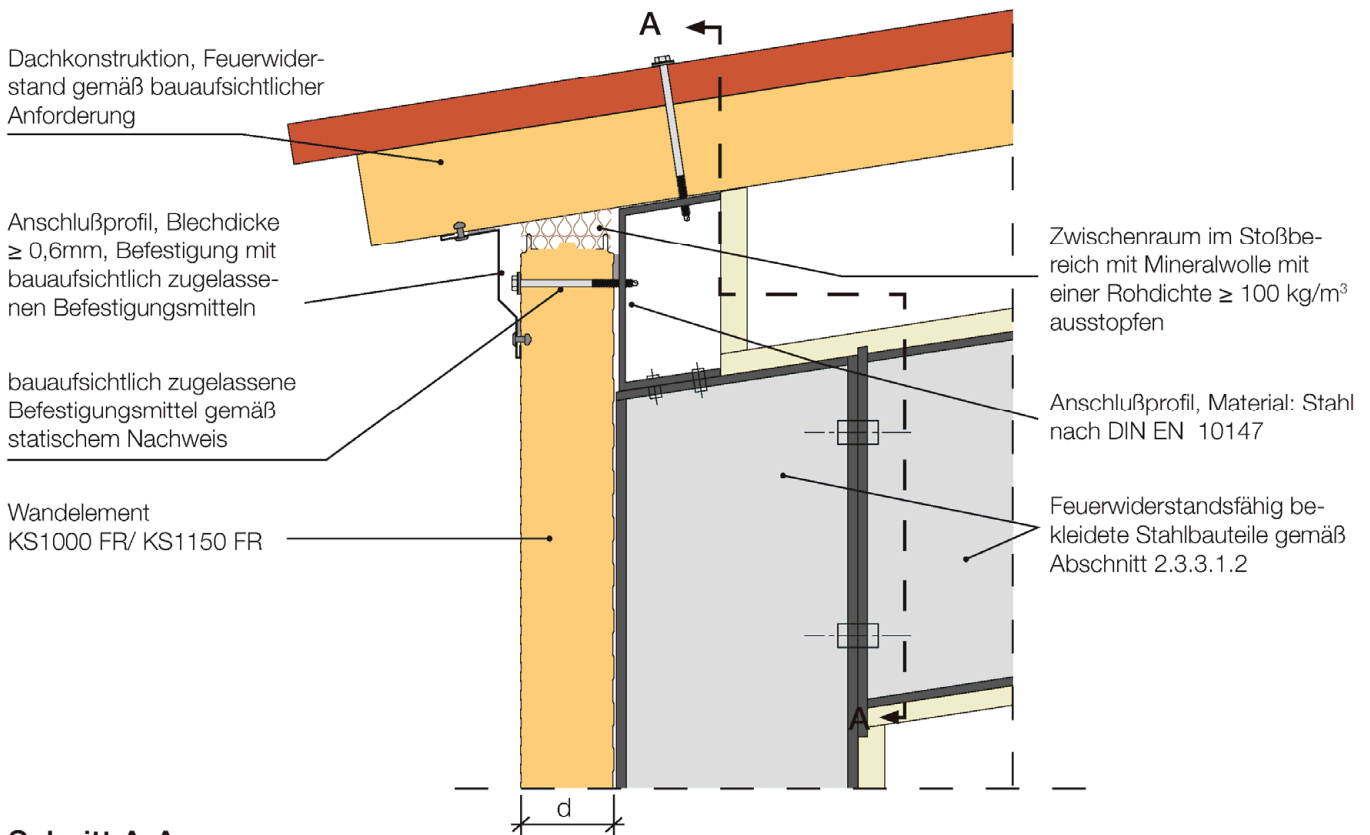 A
Dachkonstruktion, Feuerwider-
stand gemäß bauaufsichtlicher
Anforderung
Anschlußprofil, Blechdicke
≥ 0,6mm, Befestigung mit
bauaufsichtlich zugelasse-
nen Befestigungsmitteln
bauaufsichtlich zugelassene
Befestigungsmittel gemäß
statischem Nachweis
Wandelement
KS1000 FR/ KS1150 FR
Zwischenraum im Stoßbe-
reich mit Mineralwolle mit
einer Rohdichte ≥ 100 kg/m³
ausstopfen
Anschlußprofil, Material: Stahl
nach DIN EN 10147
Feuerwiderstandsfähig be-
kleidete Stahlbauteile gemäß
Abschnitt 2.3.3.1.2
A
d